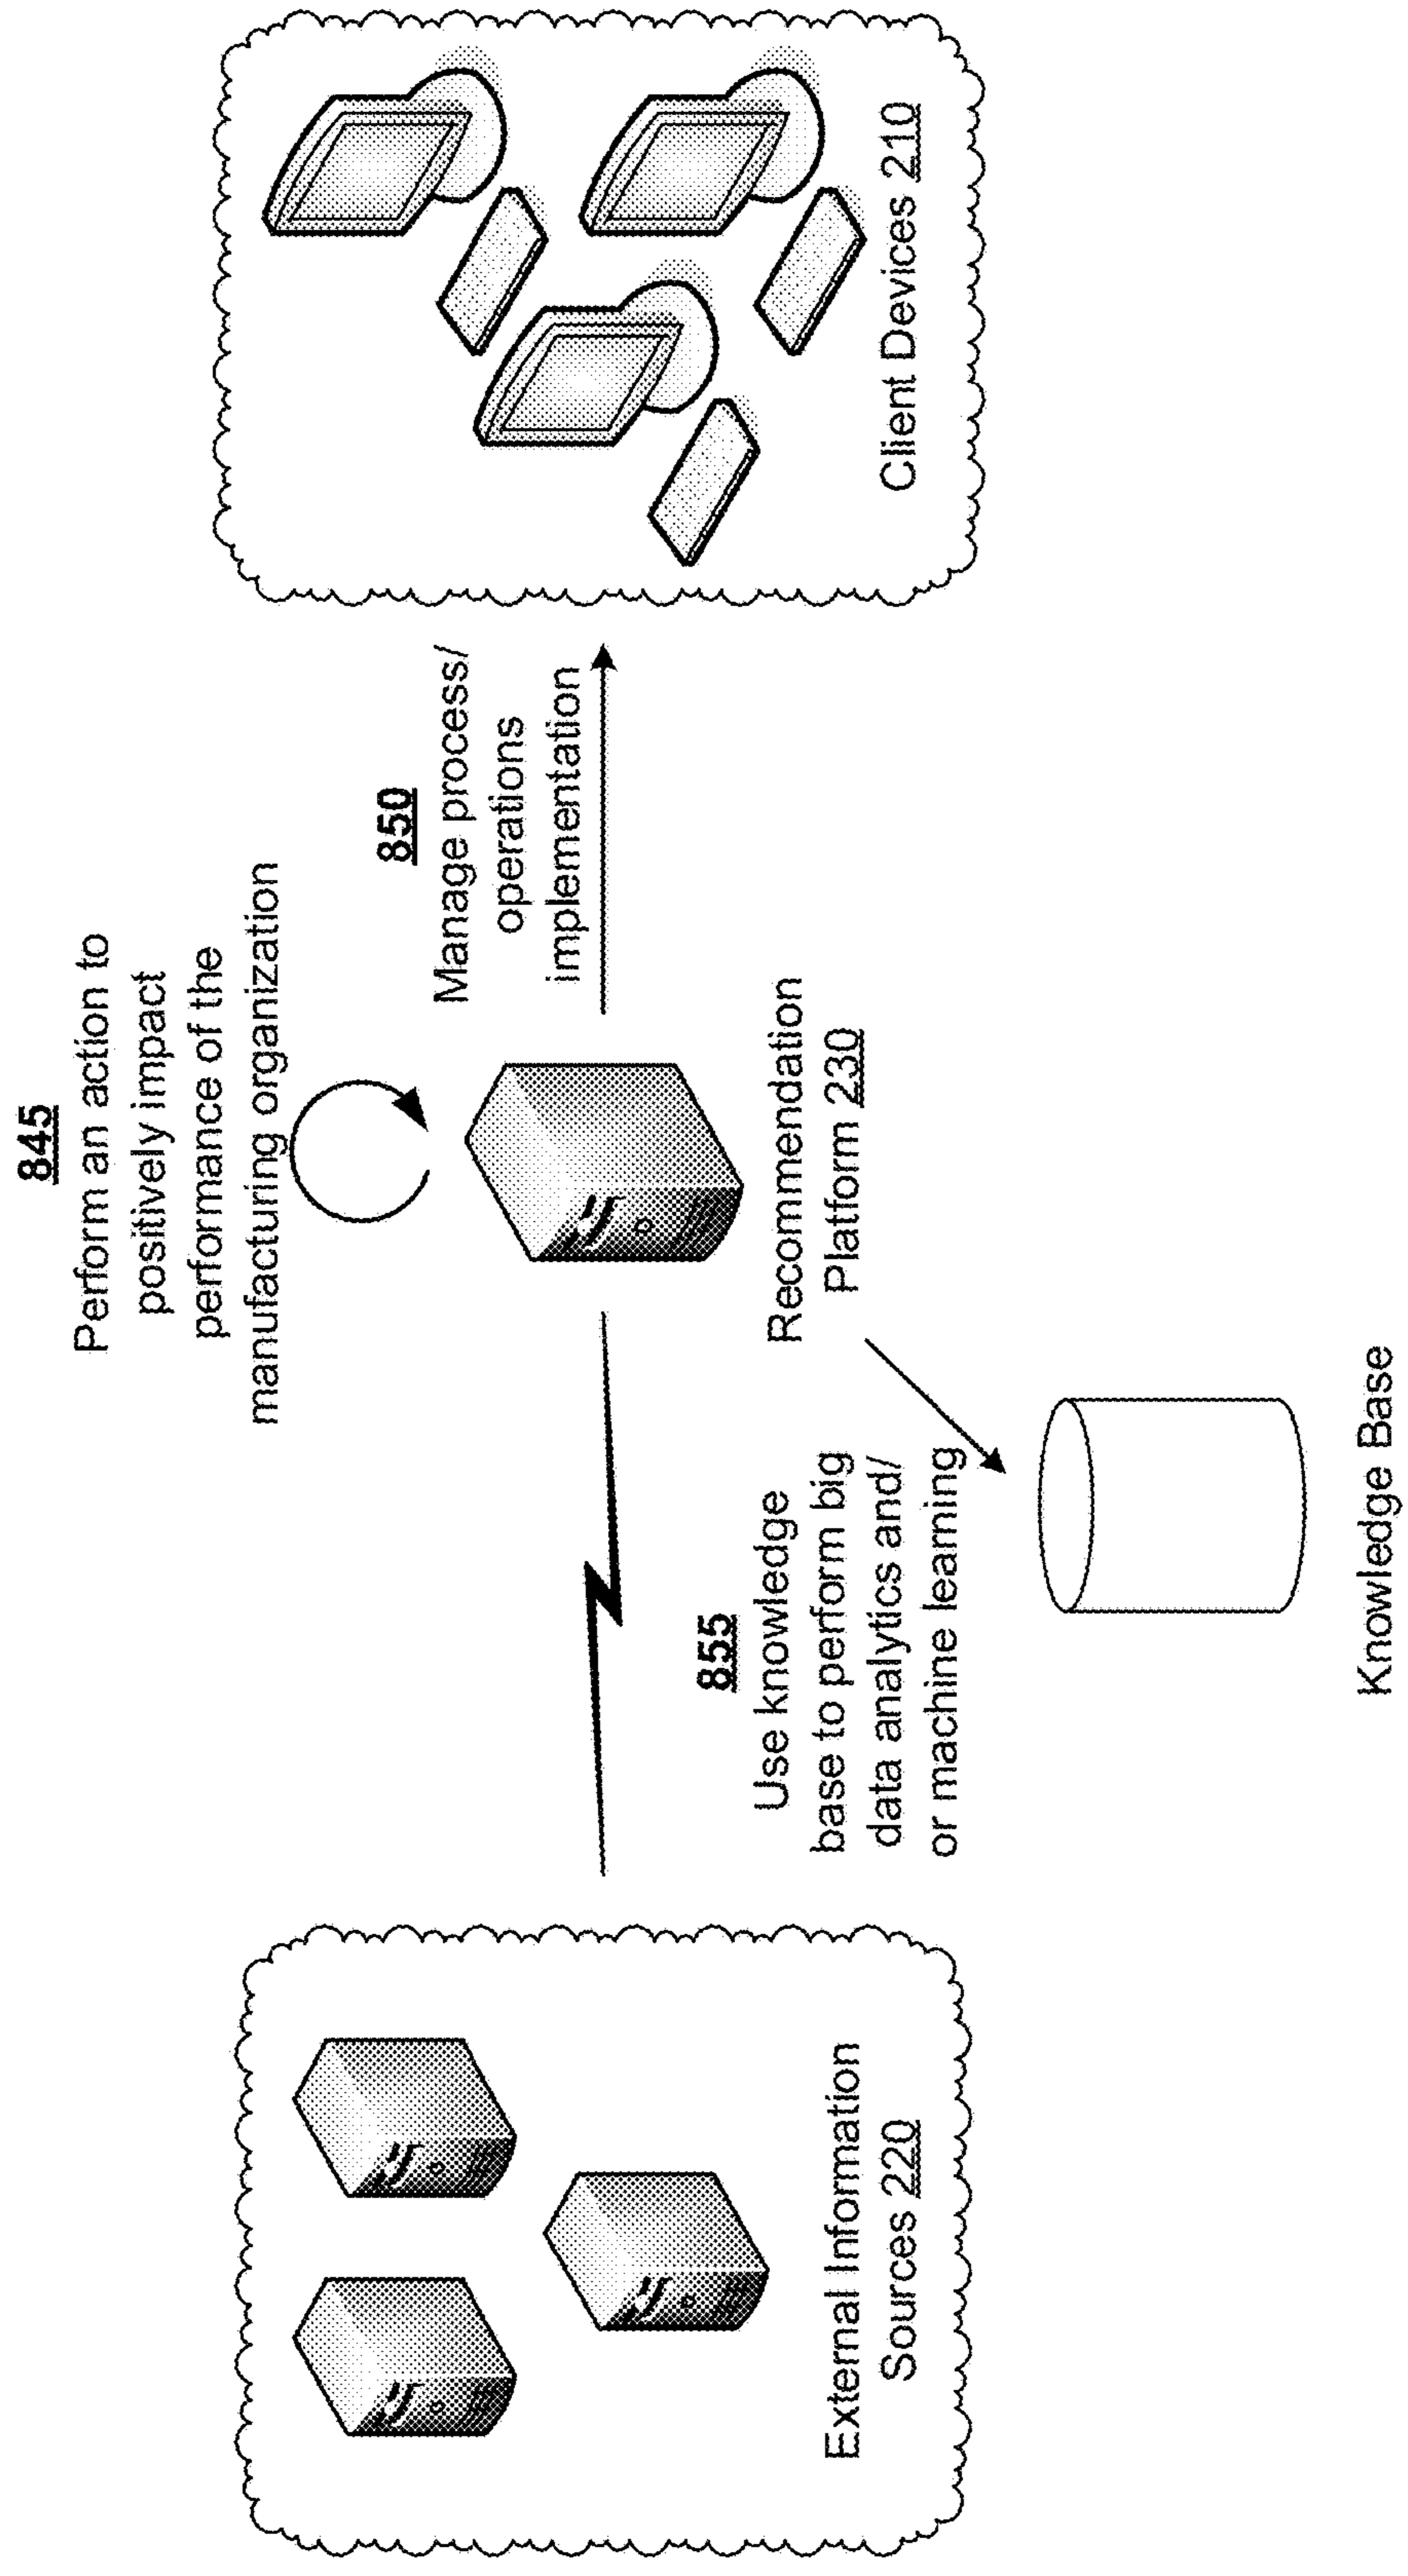 845
Perform an action to
positively impact
performance of the
manufacturing organization
850
Manage process/
operations
implementation
External Information
Sources 220
855
Use knowledge
base to perform big
data analytics and/
or machine learning
Recommendation
Platform 230
Client Devices 210
Knowledge Base